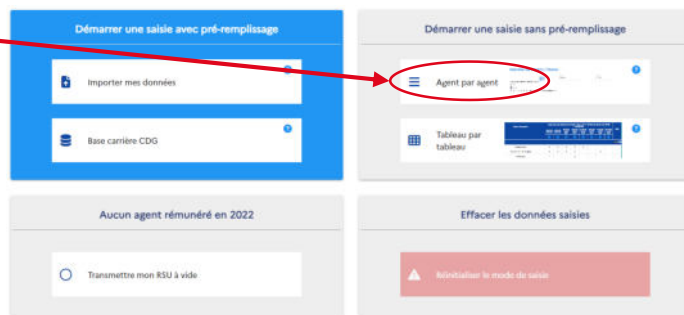 Démarrer une saisie avec pré-remplissage
Importer mes données
?
Base carrière CDG
?
Démarrer une saisie sans pré-remplissage
Agent par agent
?
Tableau par
tableau
?
Aucun agent rémunéré en 2022
Transmettre mon RSU à vide
Effacer les données saisies
Réinitialiser le mode de saisie